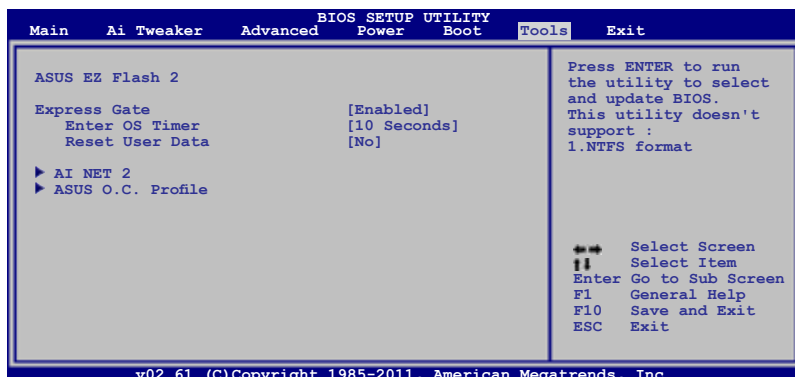 BIOS SETUP UTILITY
Main Ai Tweaker Advanced Power Boot Tools Exit
ASUS EZ Flash 2
Express Gate [Enabled]
Enter OS Timer [10 Seconds]
Reset User Data [No]
AI NET 2
ASUS O.C. Profile
Press ENTER to run
the utility to select
and update BIOS.
This utility doesn't
support :
1.NTFS format
Select Screen
Select Item
Enter Go to Sub Screen
F1 General Help
F10 Save and Exit
ESC Exit
v02.61 (C)Copyright 1985-2011, American Megatrends, Inc.